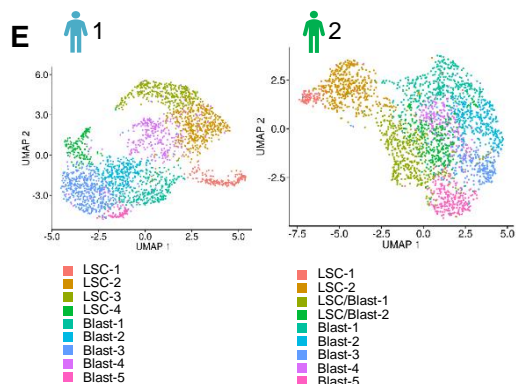 E
1
2
6.0
3.0
0.0
-3.0
UMAP 2
-5.0 -2.5 0.0 2.5 5.0
UMAP 1
LSC-1
LSC-2
LSC-3
LSC-4
Blast-1
Blast-2
Blast-3
Blast-4
Blast-5
2.5
0.0
-2.5
UMAP 2
-7.5 -5.0 -2.5 0.0 2.5 5.0
UMAP 1
LSC-1
LSC-2
LSC/Blast-1
LSC/Blast-2
Blast-1
Blast-2
Blast-3
Blast-4
Blast-5